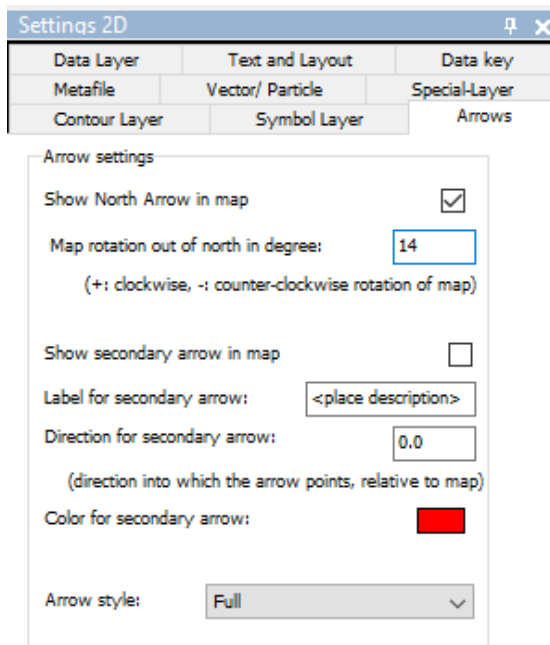 Settings 2D
Data Layer Text and Layout Data key
Metafile Vector/ Particle Special-Layer
Contour Layer Symbol Layer Arrows
Arrow settings
Show North Arrow in map
Map rotation out of north in degree: 14
(+: clockwise, -: counter-clockwise rotation of map)
Show secondary arrow in map
Label for secondary arrow: <place description>
Direction for secondary arrow: 0.0
(direction into which the arrow points, relative to map)
Color for secondary arrow:
Arrow style: Full